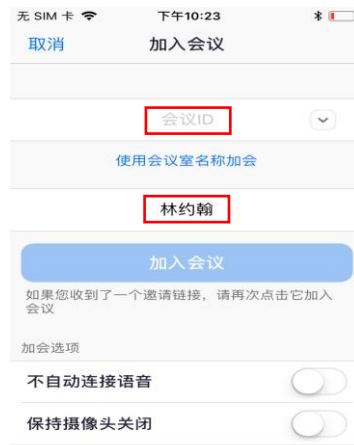 无 SIM 卡 下午10:23
取消 加入会议
会议ID
使用会议室名称加会
林约翰
加入会议
如果您收到了一个邀请链接，请再次点击它加入
会议
加会选项
不自动连接语音
保持摄像头关闭